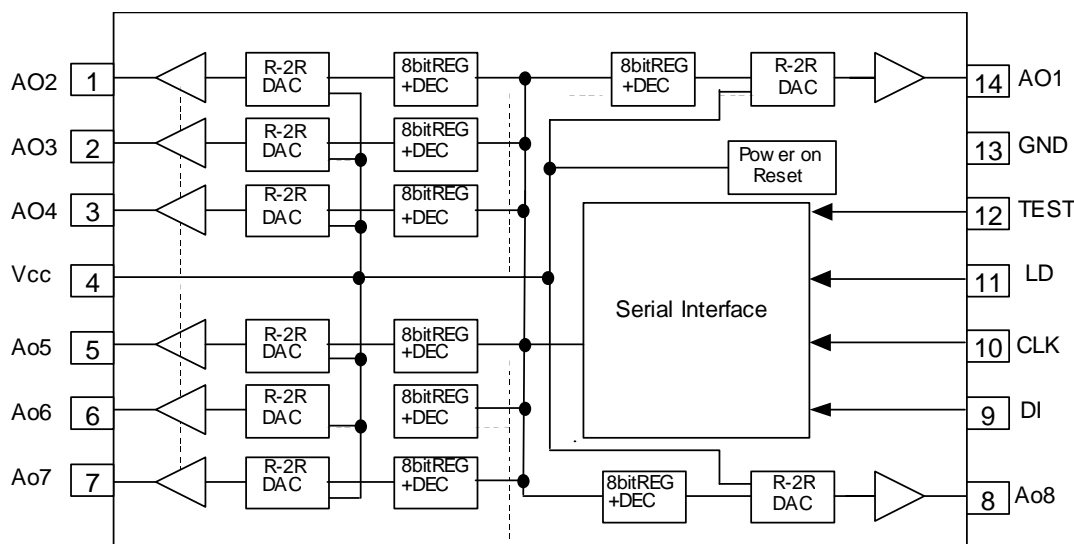 AO2 1 R-2R DAC 8bitREG +DEC 8bitREG +DEC R-2R DAC 14 AO1
AO3 2 R-2R DAC 8bitREG +DEC 13 GND
Power on Reset
AO4 3 R-2R DAC 8bitREG +DEC 12 TEST
Vcc 4 11 LD
Serial Interface
Ao5 5 R-2R DAC 8bitREG +DEC 10 CLK
Ao6 6 R-2R DAC 8bitREG +DEC 9 DI
Ao7 7 R-2R DAC 8bitREG +DEC 8bitREG +DEC R-2R DAC 8 Ao8